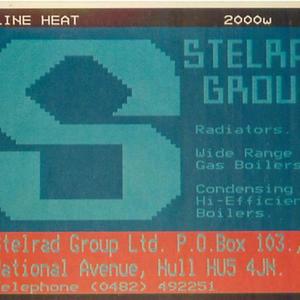 LINE HEAT 2000w
S STELRA
GROU
Radiators.
Wide Range
Gas Boilers
Condensing
Hi-Efficien
Boilers.
Stelrad Group Ltd. P.O.Box 103.,
National Avenue, Hull HU5 4JN.
Telephone (0482) 492251